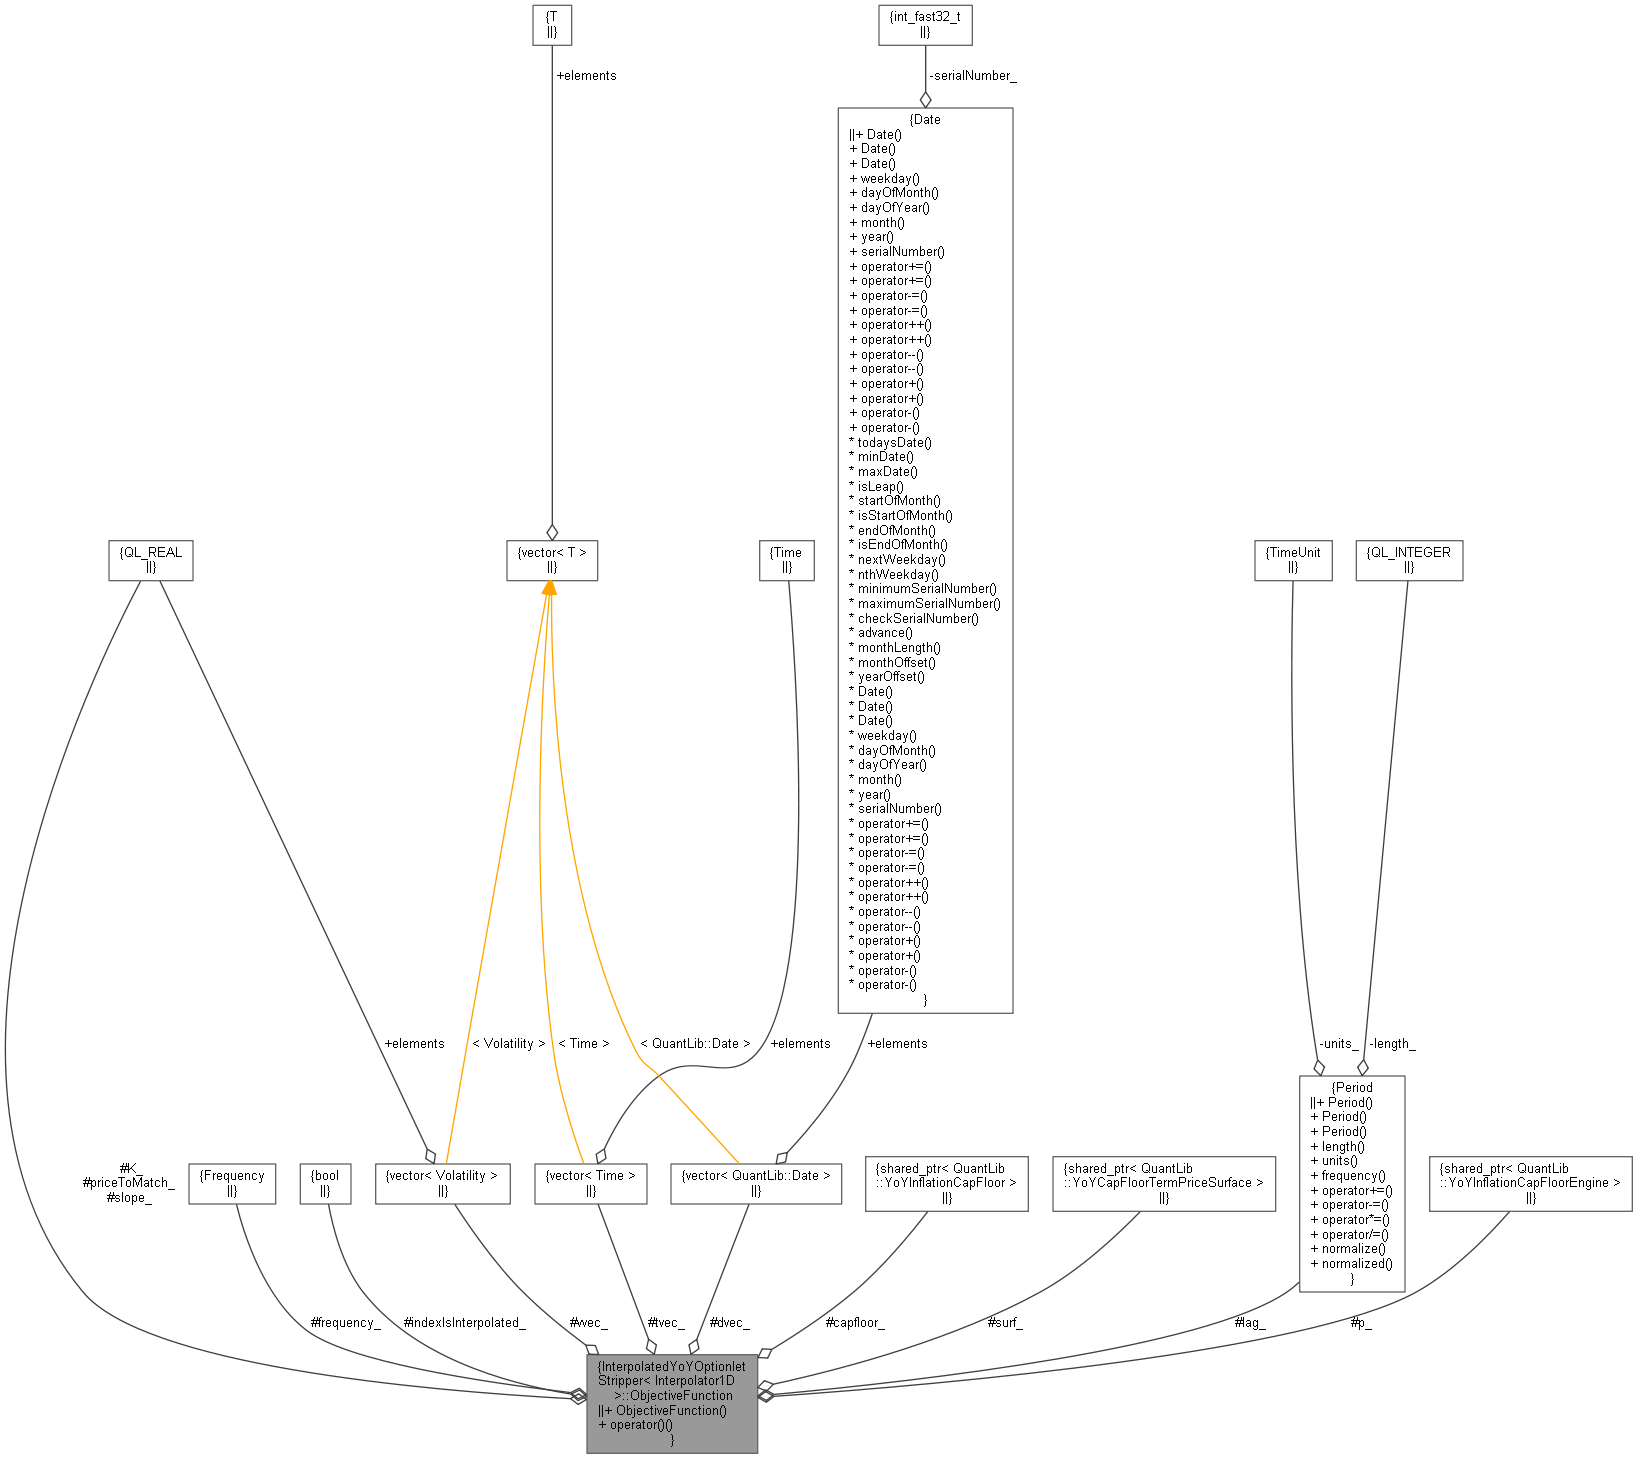 {T
||}
{int_fast32_t
||}
+elements
-serialNumber_
{Date
||+ Date()
+ Date()
+ Date()
+ weekday()
+ dayOfMonth()
+ dayOfYear()
+ month()
+ year()
+ serialNumber()
+ operator+=()
+ operator+=()
+ operator-=()
+ operator-=()
+ operator++()
+ operator++()
+ operator--()
+ operator--()
+ operator+()
+ operator+()
+ operator-()
+ operator-()
* todaysDate()
* minDate()
* maxDate()
* isLeap()
* startOfMonth()
* isStartOfMonth()
* endOfMonth()
* isEndOfMonth()
* nextWeekday()
* nthWeekday()
* minimumSerialNumber()
* maximumSerialNumber()
* checkSerialNumber()
* advance()
* monthLength()
* monthOffset()
* yearOffset()
* Date()
* Date()
* Date()
* weekday()
* dayOfMonth()
* dayOfYear()
* month()
* year()
* serialNumber()
* operator+=()
* operator+=()
* operator-=()
* operator-=()
* operator++()
* operator++()
* operator--()
* operator--()
* operator+()
* operator+()
* operator-()
* operator-()
}
{QL_REAL
||}
{vector< T >
||}
{Time
||}
{TimeUnit
||}
{QL_INTEGER
||}
+elements
< Volatility >
< Time >
< QuantLib::Date >
+elements
+elements
-units_
-length_
{Period
||+ Period()
+ Period()
+ Period()
+ length()
+ units()
+ frequency()
+ operator+=()
+ operator-=()
+ operator*=()
+ operator/=()
+ normalize()
+ normalized()
}
#K_
#priceToMatch_
#slope_
{Frequency
||}
{bool
||}
{vector< Volatility >
||}
{vector< Time >
||}
{vector< QuantLib::Date >
||}
{shared_ptr< QuantLib
::YoYInflationCapFloor >
||}
{shared_ptr< QuantLib
::YoYCapFloorTermPriceSurface >
||}
{shared_ptr< QuantLib
::YoYInflationCapFloorEngine >
||}
#frequency_
#indexIsInterpolated_
#vvec_
#tvec_
#dvec_
#capfloor_
#surf_
#lag_
#p_
{InterpolatedYoYOptionlet
Stripper< Interpolator1D
>::ObjectiveFunction
||+ ObjectiveFunction()
+ operator()()
}